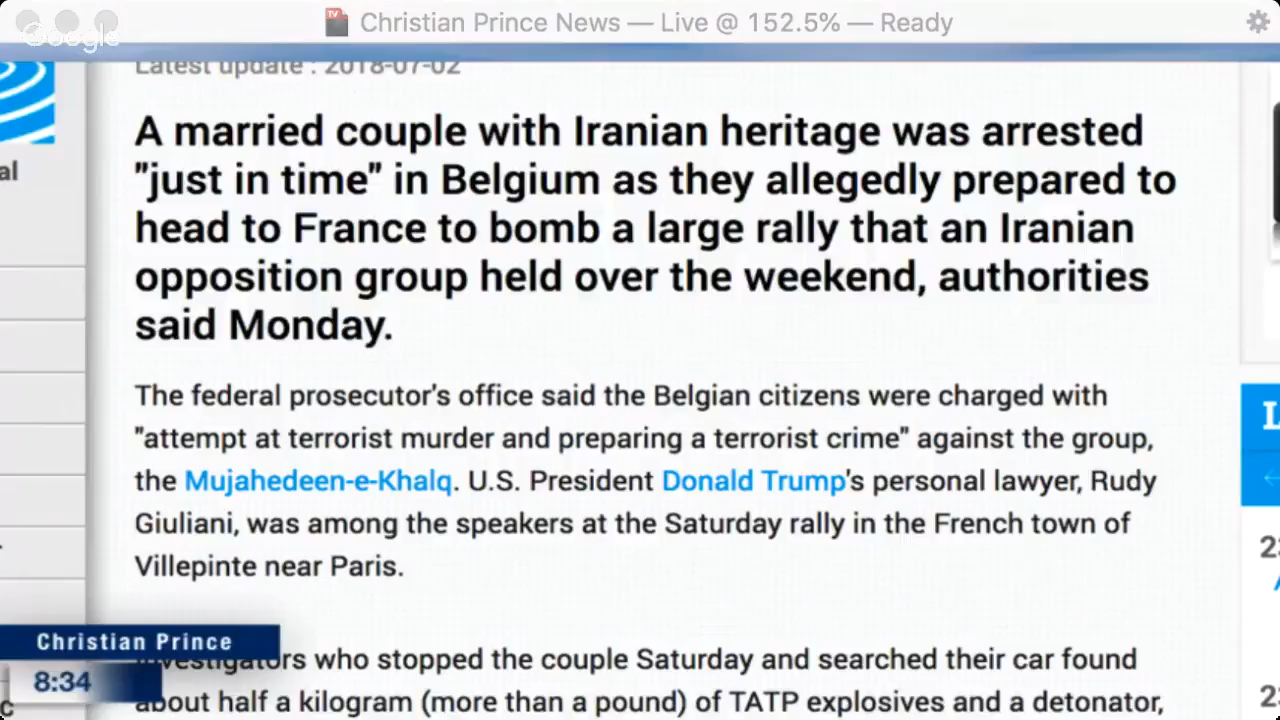 Christian Prince News — Live @ 152.5% — Ready
Google
Latest update : 2018-07-02
A married couple with Iranian heritage was arrested
"just in time" in Belgium as they allegedly prepared to
head to France to bomb a large rally that an Iranian
opposition group held over the weekend, authorities
said Monday.
The federal prosecutor's office said the Belgian citizens were charged with
"attempt at terrorist murder and preparing a terrorist crime" against the group,
the Mujahedeen-e-Khalq. U.S. President Donald Trump's personal lawyer, Rudy
Giuliani, was among the speakers at the Saturday rally in the French town of
Villepinte near Paris.
Christian Prince
Investigators who stopped the couple Saturday and searched their car found
8:34
about half a kilogram (more than a pound) of TATP explosives and a detonator,